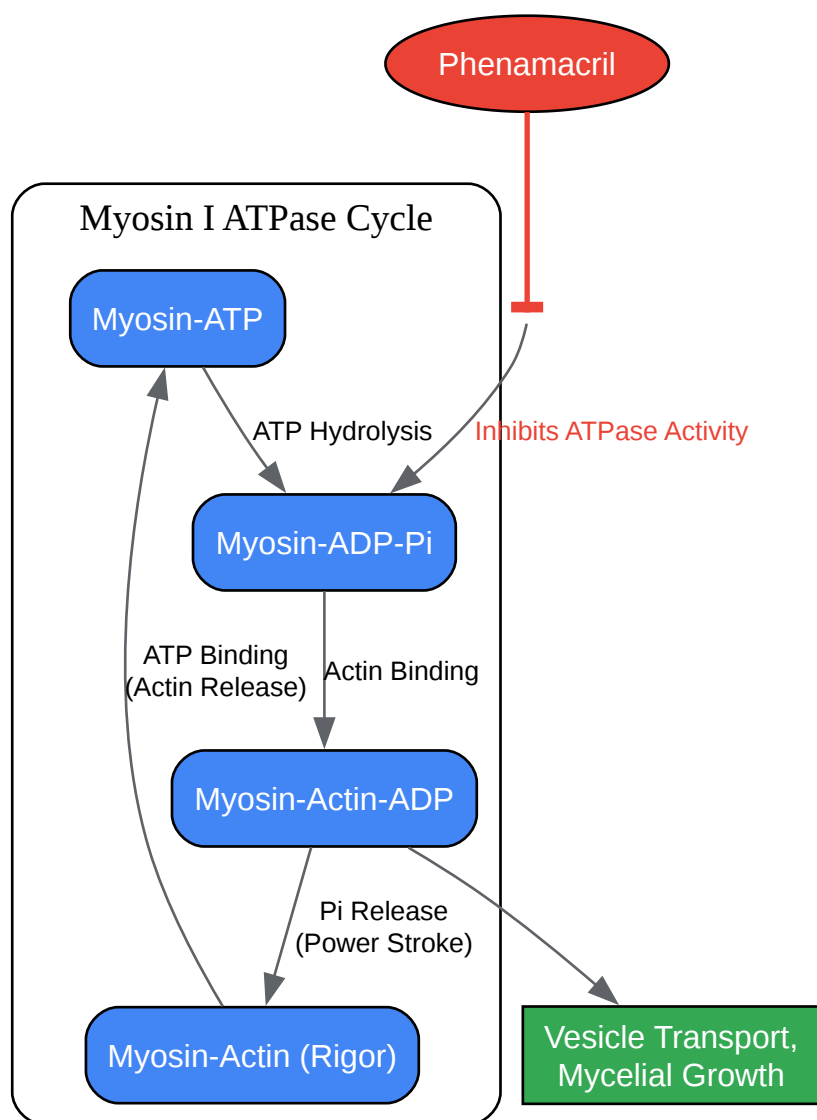 Phenamacril
Myosin I ATPase Cycle
Myosin-ATP
ATP Hydrolysis
Inhibits ATPase Activity
Myosin-ADP-Pi
ATP Binding
(Actin Release)
Actin Binding
Myosin-Actin-ADP
Pi Release
(Power Stroke)
Myosin-Actin (Rigor)
Vesicle Transport,
Mycelial Growth